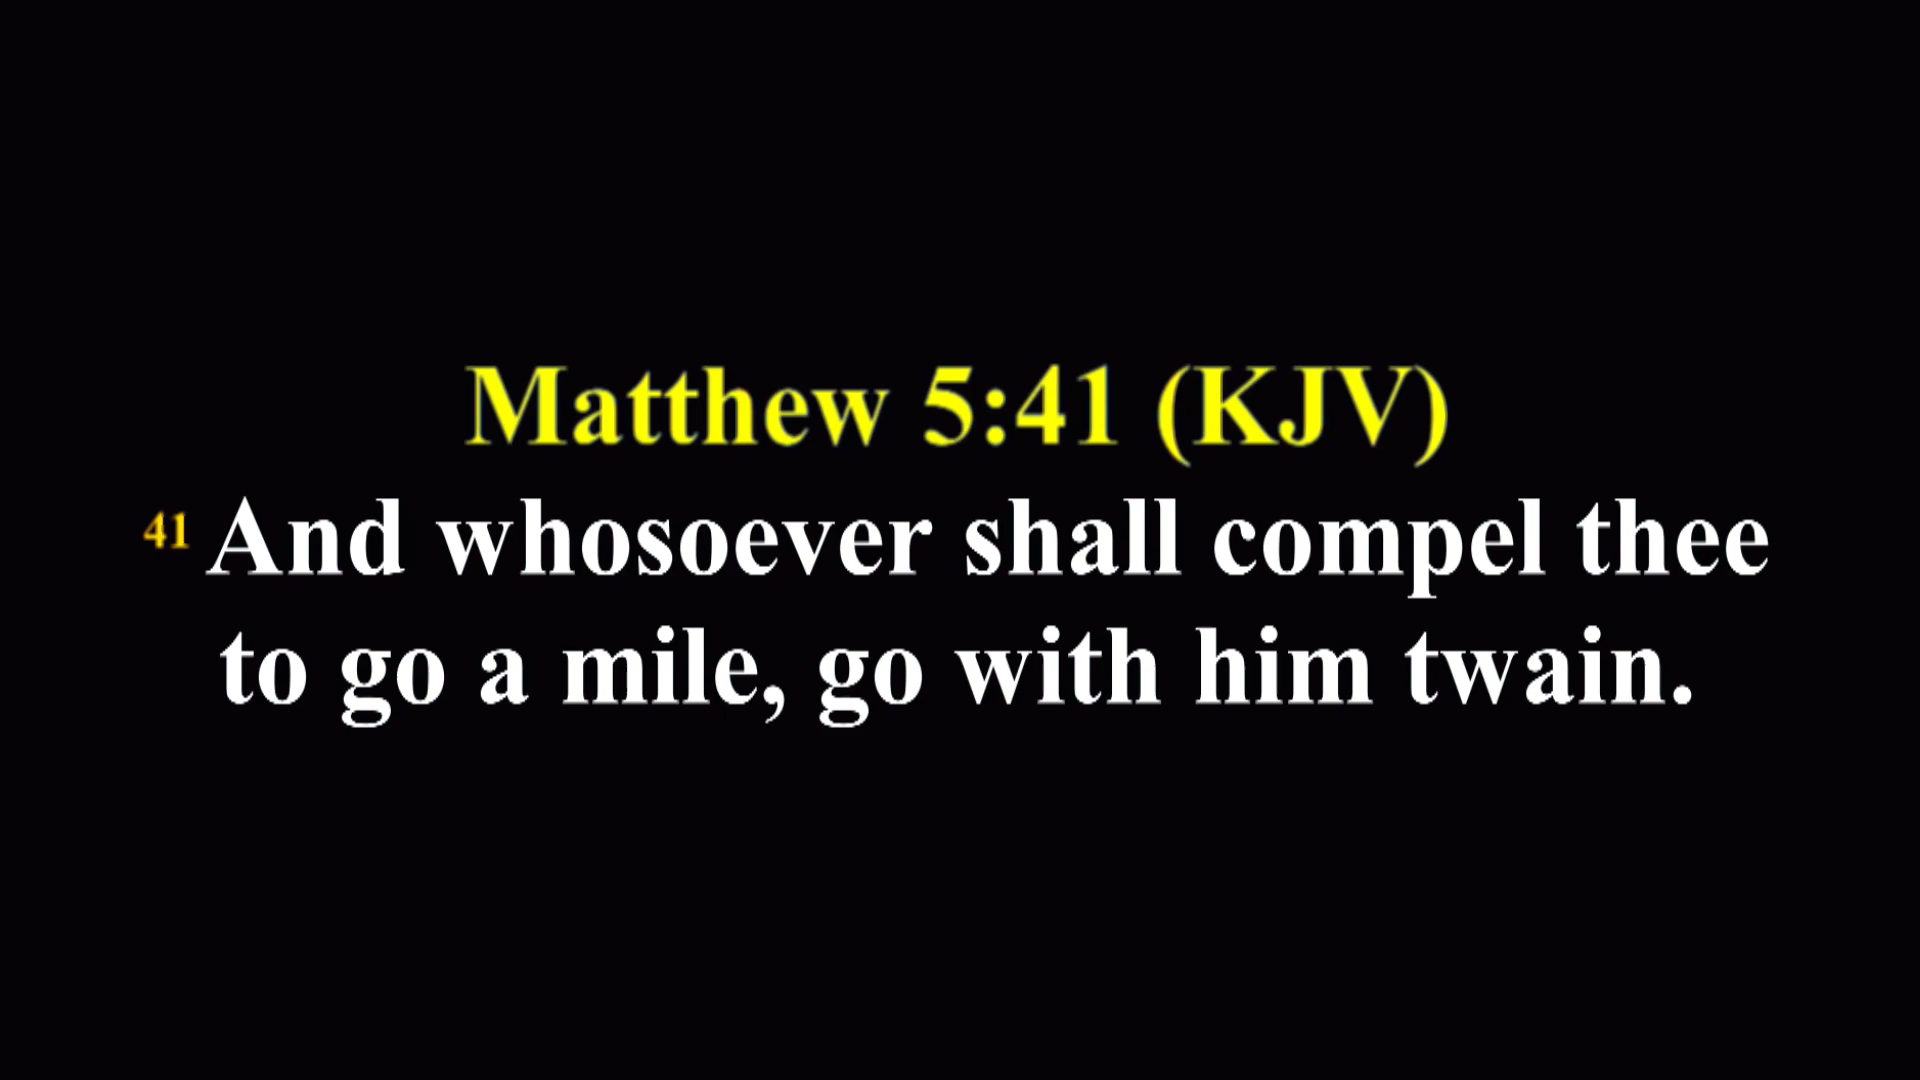 Matthew 5:41 (KJV)
41 And whosoever shall compel thee
to go a mile, go with him twain.